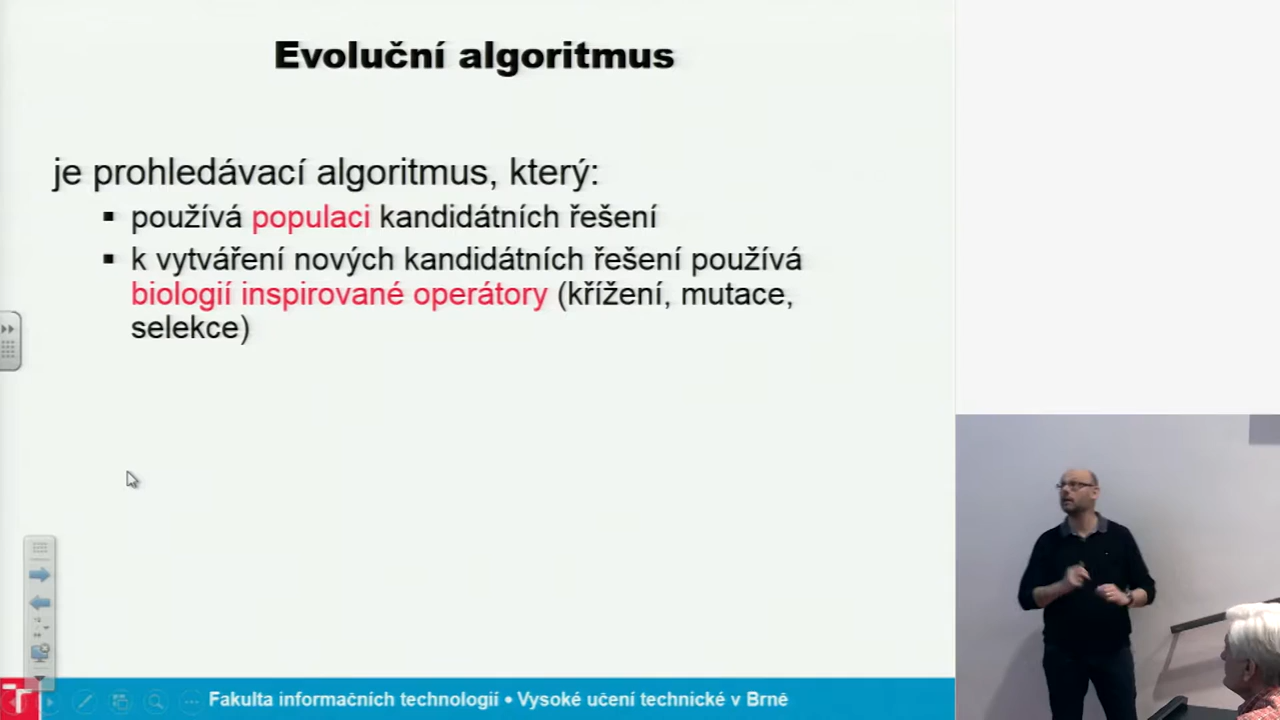 Evoluční algoritmus
je prohledávací algoritmus, který:
▪ používá populaci kandidátních řešení
▪ k vytváření nových kandidátních řešení používá
biologií inspirované operátory (křížení, mutace,
selekce)
Fakulta informačních technologií • Vysoké učení technické v Brně